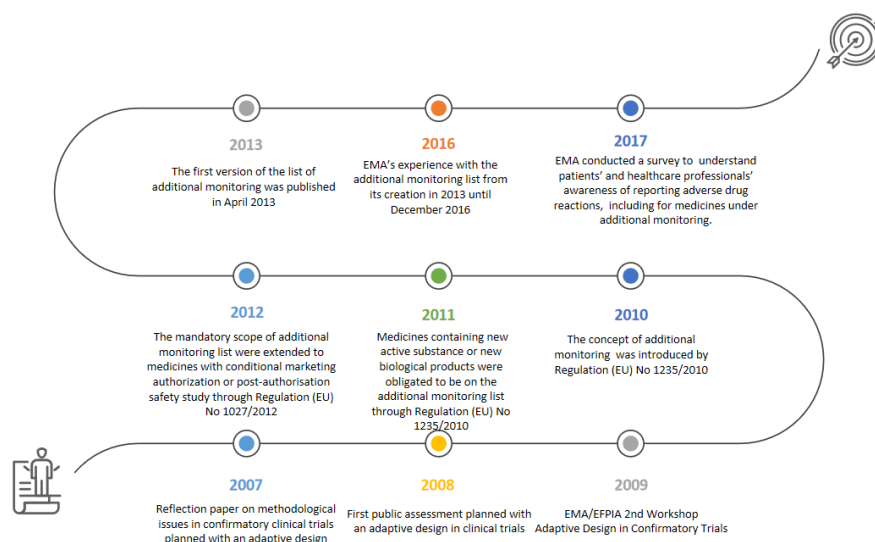 2013
The first version of the list of
additional monitoring was published
in April 2013
2016
EMA's experience with the
additional monitoring list from
its creation in 2013 until
December 2016
2017
EMA conducted a survey to understand
patients' and healthcare professionals'
awareness of reporting adverse drug
reactions, including for medicines under
additional monitoring.
2012
The mandatory scope of additional
monitoring list were extended to
medicines with conditional marketing
authorization or post-authorisation
safety study through Regulation (EU)
No 1027/2012
2011
Medicines containing new
active substance or new
biological products were
obligated to be on the
additional monitoring list
through Regulation (EU) No
1235/2010
2010
The concept of additional
monitoring was introduced by
Regulation (EU) No 1235/2010
2007
Reflection paper on methodological
issues in confirmatory clinical trials
planned with an adaptive design
2008
First public assessment planned with
an adaptive design in clinical trials
2009
EMA/EFPIA 2nd Workshop
Adaptive Design in Confirmatory Trials